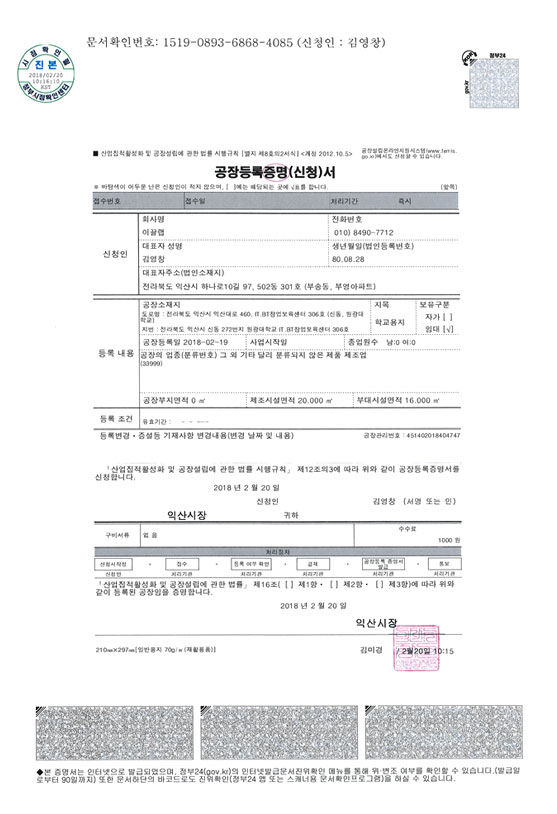 문서확인번호: 1519-0893-6868-4085 (신청인 : 김영창)
시점확인필
진 본
2018/02/20
10:16:10
KST
정부시점확인센터
정부24
gov.kr
■ 산업집적활성화 및 공장설립에 관한 법률 시행규칙 [별지 제8호의2서식] <개정 2012.10.5>
공장설립온라인지원시스템(www.femis.
go.kr)에서도 신청할 수 있습니다.
공장등록증명(신청)서
※ 바탕색이 어두운 난은 신청인이 적지 않으며, [ ]에는 해당되는 곳에 √표를 합니다.
(앞쪽)
접수번호 접수일 처리기간 즉시
신청인
회사명 전화번호
이끌랩 010) 8490-7712
대표자 성명 생년월일(법인등록번호)
김영창 80.08.28
대표자주소(법인소재지)
전라북도 익산시 하나로10길 97, 502동 301호 (부송동, 부영아파트)
등록 내용
공장소재지 지목 보유구분
도로명 : 전라북도 익산시 익산대로 460, IT.BT창업보육센터 306호 (신동, 원광대
학교)
지번 : 전라북도 익산시 신동 272번지 원광대학교 IT.BT창업보육센터 306호
학교용지
자가 [ ]
임대 [√]
공장등록일 2018-02-19 사업시작일 종업원수 남:0 여:0
공장의 업종(분류번호) 그 외 기타 달리 분류되지 않은 제품 제조업
(33999)
공장부지면적 0 ㎡ 제조시설면적 20.000 ㎡ 부대시설면적 16.000 ㎡
등록 조건 유효기간 : - ~ -
등록변경ㆍ증설등 기재사항 변경내용(변경 날짜 및 내용)
공장관리번호 : 451402018404747
「산업집적활성화 및 공장설립에 관한 법률 시행규칙」 제12조의3에 따라 위와 같이 공장등록증명서를
신청합니다.
2018 년 2 월 20 일
신청인 김영창 (서명 또는 인)
익산시장 귀하
구비서류 없 음
수수료
1000 원
처리절차
신청서작성 - 접수 - 등록 여부 확인 - 결재 - 공장등록 증명서 발급 - 통보
신청인 처리기관 처리기관 처리기관 처리기관 처리기관
「산업집적활성화 및 공장설립에 관한 법률」 제16조( [ ] 제1항ㆍ [ ] 제2항ㆍ [ ] 제3항)에 따라 위와
같이 등록된 공장임을 증명합니다.
2018 년 2 월 20 일
익산시장
210㎜×297㎜[일반용지 70g/㎡(재활용품)]
김미경 / 2월20일 10:15
◆본 증명서는 인터넷으로 발급되었으며, 정부24(gov.kr)의 인터넷발급문서진위확인 메뉴를 통해 위·변조 여부를 확인할 수 있습니다.(발급일
로부터 90일까지) 또한 문서하단의 바코드로도 진위확인(정부24 앱 또는 스캐너용 문서확인프로그램)을 하실 수 있습니다.